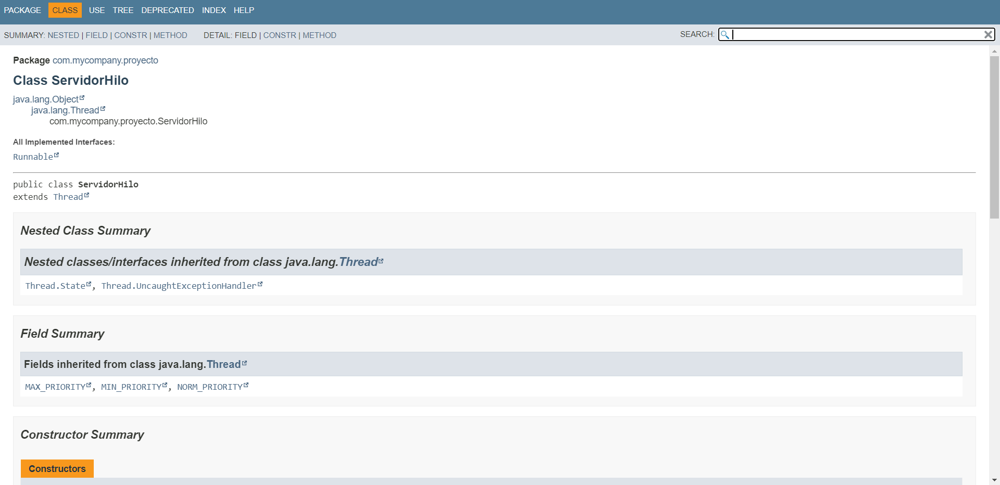 PACKAGE CLASS USE TREE DEPRECATED INDEX HELP
SUMMARY: NESTED | FIELD | CONSTR | METHOD DETAIL: FIELD | CONSTR | METHOD SEARCH:
Package com.mycompany.proyecto
Class ServidorHilo
java.lang.Object
java.lang.Thread
com.mycompany.proyecto.ServidorHilo
All Implemented Interfaces:
Runnable
public class ServidorHilo
extends Thread
Nested Class Summary
Nested classes/interfaces inherited from class java.lang.Thread
Thread.State, Thread.UncaughtExceptionHandler
Field Summary
Fields inherited from class java.lang.Thread
MAX_PRIORITY, MIN_PRIORITY, NORM_PRIORITY
Constructor Summary
Constructors